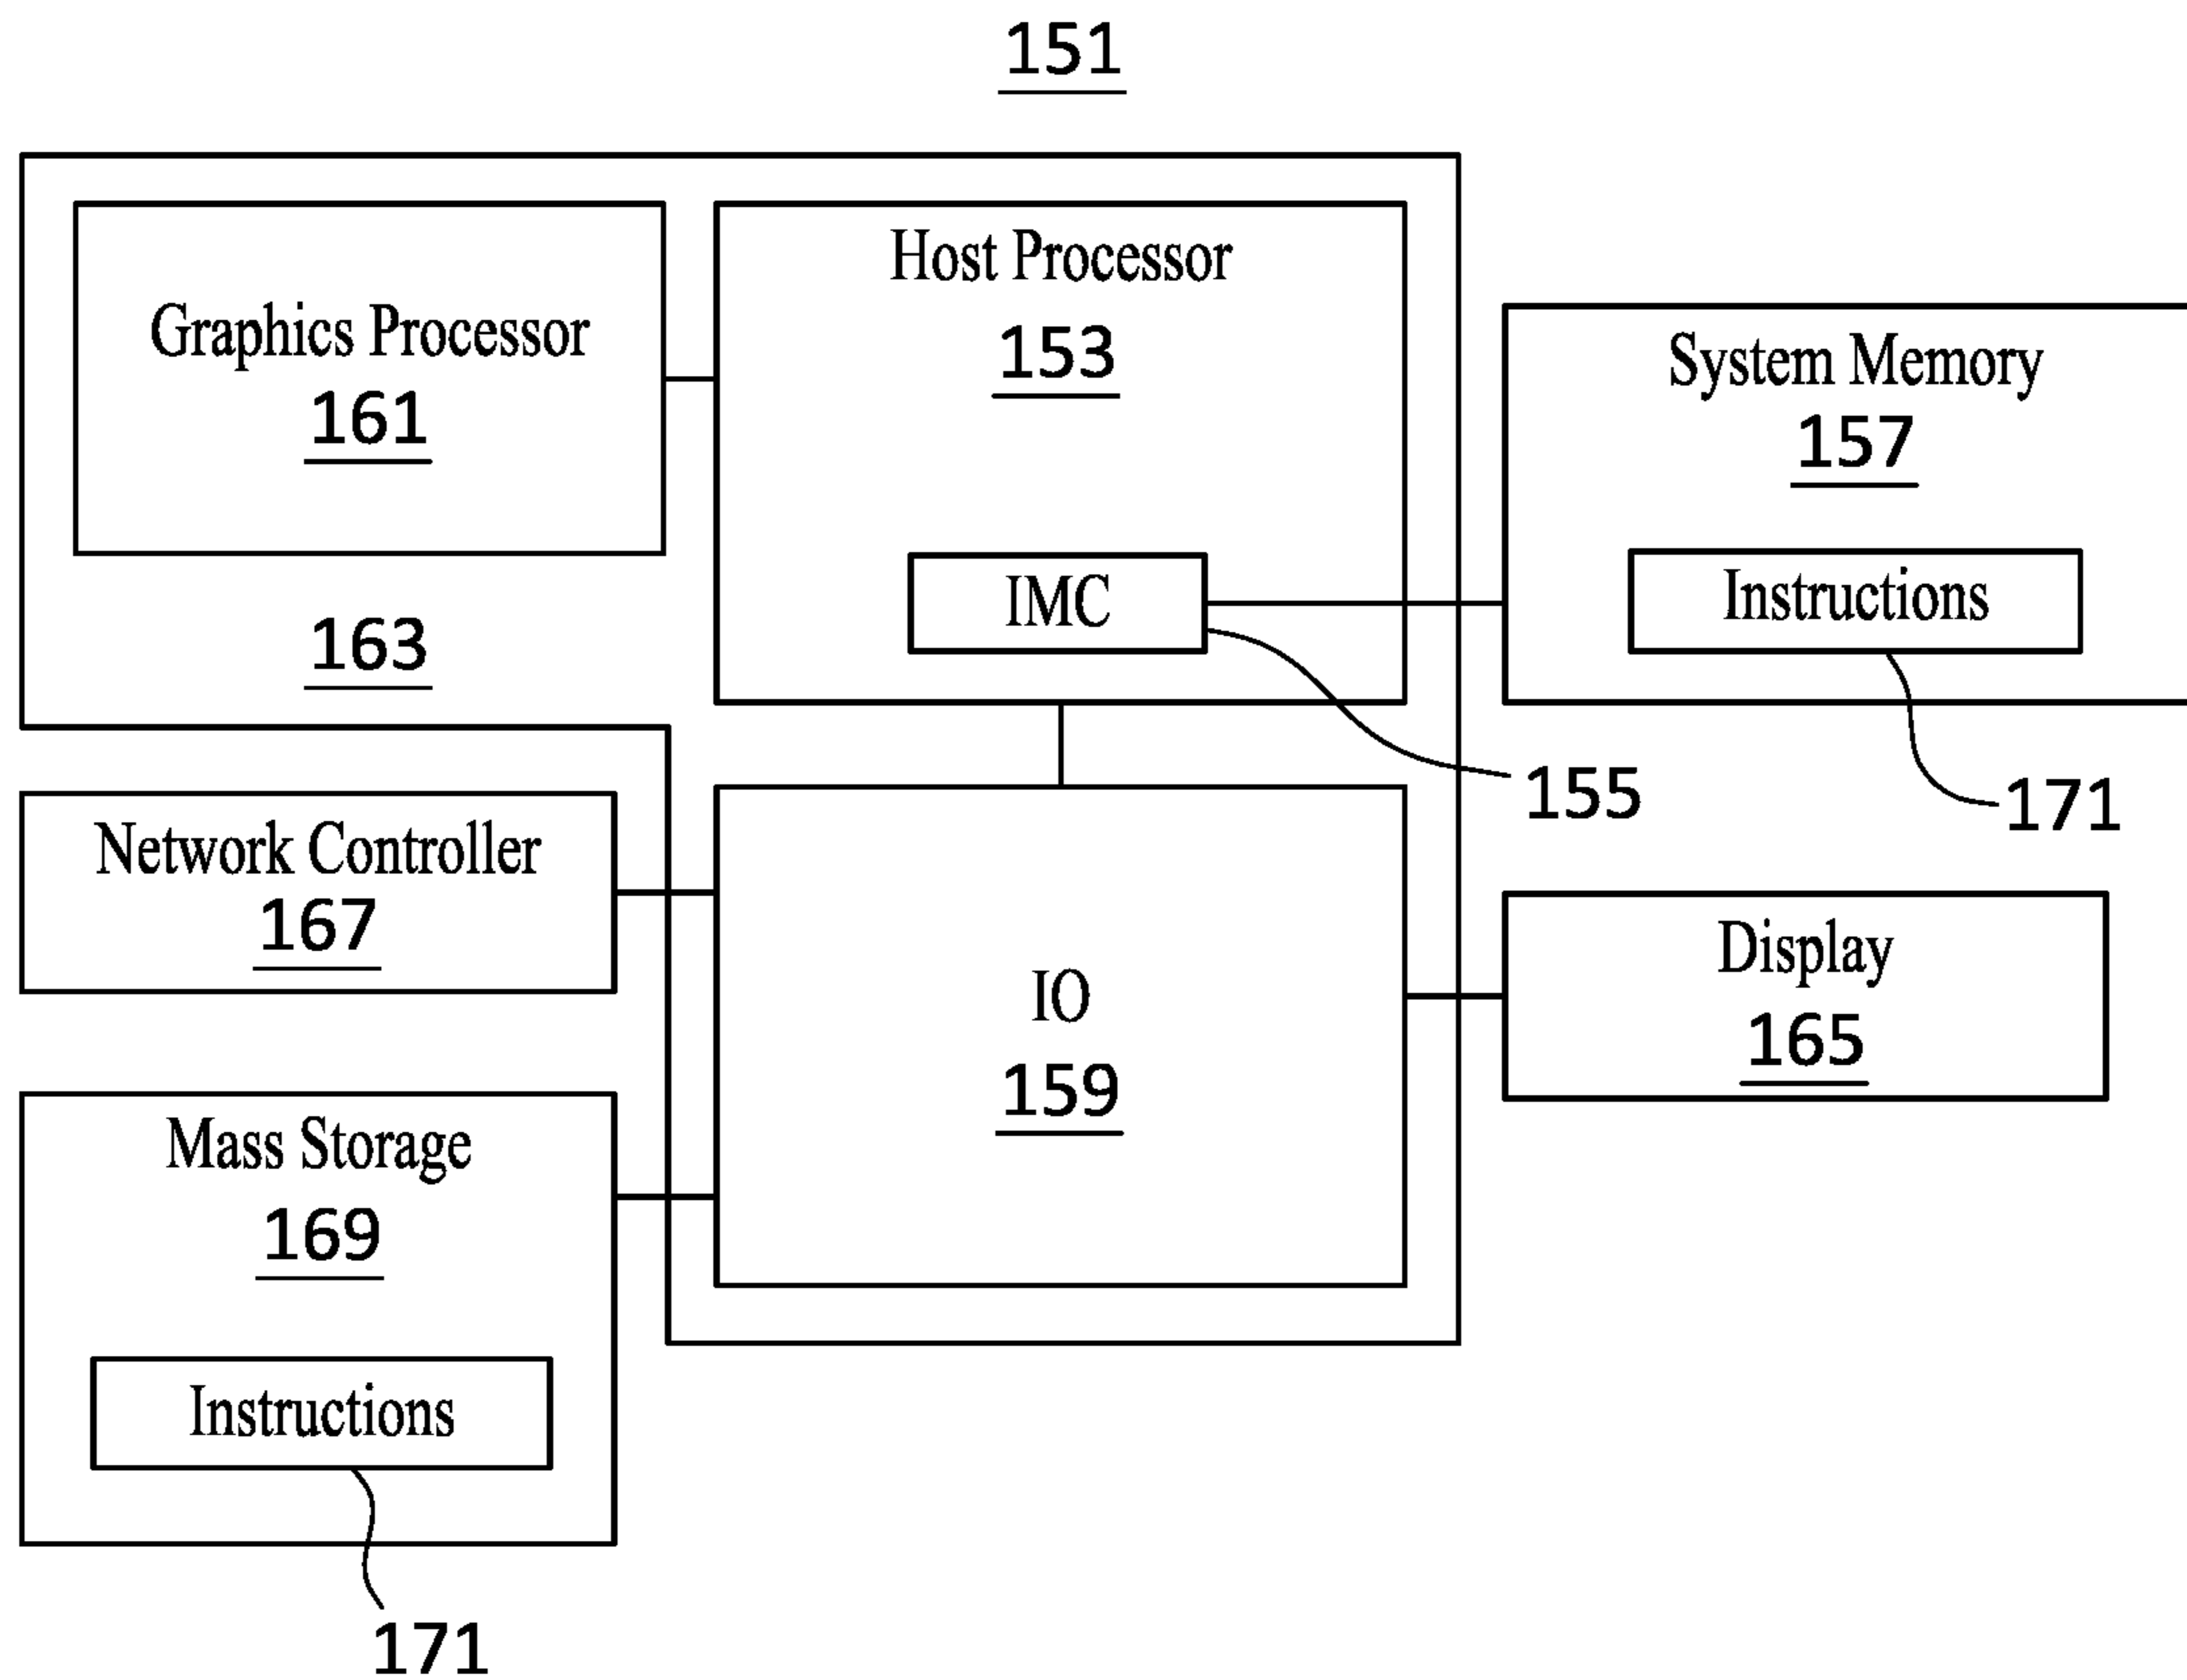 151
Graphics Processor
161
Host Processor
153
IMC
163
System Memory
157
Instructions
155
171
Network Controller
167
IO
159
Display
165
Mass Storage
169
Instructions
171